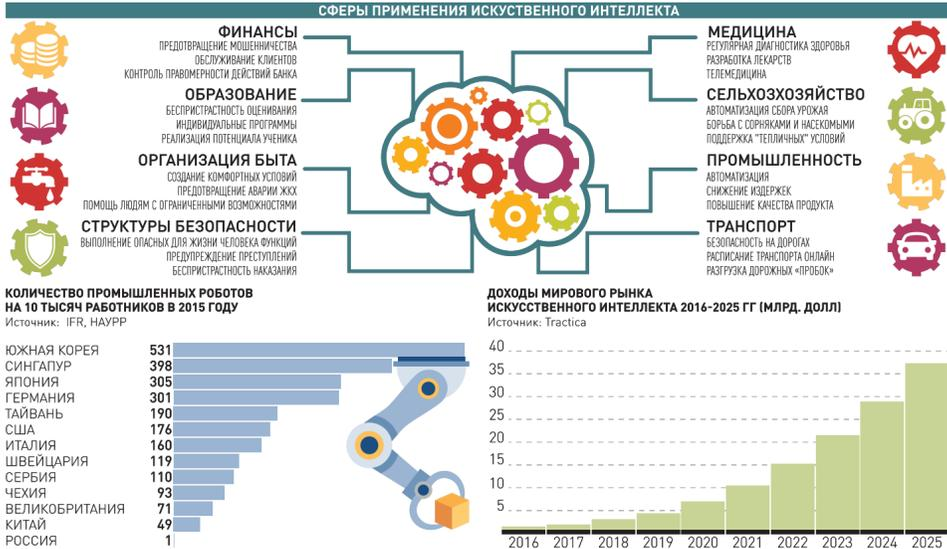 СФЕРЫ ПРИМЕНЕНИЯ ИСКУСТВЕННОГО ИНТЕЛЛЕКТА
ФИНАНСЫ
ПРЕДОТВРАЩЕНИЕ МОШЕННИЧЕСТВА
ОБСЛУЖИВАНИЕ КЛИЕНТОВ
КОНТРОЛЬ ПРАВОМЕРНОСТИ ДЕЙСТВИЙ БАНКА
ОБРАЗОВАНИЕ
БЕСПРИСТРАСТНОСТЬ ОЦЕНИВАНИЯ
ИНДИВИДУАЛЬНЫЕ ПРОГРАММЫ
РЕАЛИЗАЦИЯ ПОТЕНЦИАЛА УЧЕНИКА
ОРГАНИЗАЦИЯ БЫТА
СОЗДАНИЕ КОМФОРТНЫХ УСЛОВИЙ
ПРЕДОТВРАЩЕНИЕ АВАРИИ ЖКХ
ПОМОЩЬ ЛЮДЯМ С ОГРАНИЧЕННЫМИ ВОЗМОЖНОСТЯМИ
СТРУКТУРЫ БЕЗОПАСНОСТИ
ВЫПОЛНЕНИЕ ОПАСНЫХ ДЛЯ ЖИЗНИ ЧЕЛОВЕКА ФУНКЦИЙ
ПРЕДУПРЕЖДЕНИЕ ПРЕСТУПЛЕНИЙ
БЕСПРИСТРАСТНОСТЬ НАКАЗАНИЯ
МЕДИЦИНА
РЕГУЛЯРНАЯ ДИАГНОСТИКА ЗДОРОВЬЯ
РАЗРАБОТКА ЛЕКАРСТВ
ТЕЛЕМЕДИЦИНА
СЕЛЬХОЗХОЗЯЙСТВО
АВТОМАТИЗАЦИЯ СБОРА УРОЖАЯ
БОРЬБА С СОРНЯКАМИ И НАСЕКОМЫМИ
ПОДДЕРЖКА "ТЕПЛИЧНЫХ" УСЛОВИЙ
ПРОМЫШЛЕННОСТЬ
АВТОМАТИЗАЦИЯ
СНИЖЕНИЕ ИЗДЕРЖЕК
ПОВЫШЕНИЕ КАЧЕСТВА ПРОДУКТА
ТРАНСПОРТ
БЕЗОПАСНОСТЬ НА ДОРОГАХ
РАСПИСАНИЕ ТРАНСПОРТА ОНЛАЙН
РАЗГРУЗКА ДОРОЖНЫХ «ПРОБОК»
КОЛИЧЕСТВО ПРОМЫШЛЕННЫХ РОБОТОВ
НА 10 ТЫСЯЧ РАБОТНИКОВ В 2015 ГОДУ
Источник: IFR, НАУРР
ЮЖНАЯ КОРЕЯ 531
СИНГАПУР 398
ЯПОНИЯ 305
ГЕРМАНИЯ 301
ТАЙВАНЬ 190
США 176
ИТАЛИЯ 160
ШВЕЙЦАРИЯ 119
СЕРБИЯ 110
ЧЕХИЯ 93
ВЕЛИКОБРИТАНИЯ 71
КИТАЙ 49
РОССИЯ 1
ДОХОДЫ МИРОВОГО РЫНКА
ИСКУССТВЕННОГО ИНТЕЛЛЕКТА 2016-2025 ГГ (МЛРД. ДОЛЛ)
Источник: Tractica
40
35
30
25
20
15
10
5
2016 2017 2018 2019 2020 2021 2022 2023 2024 2025